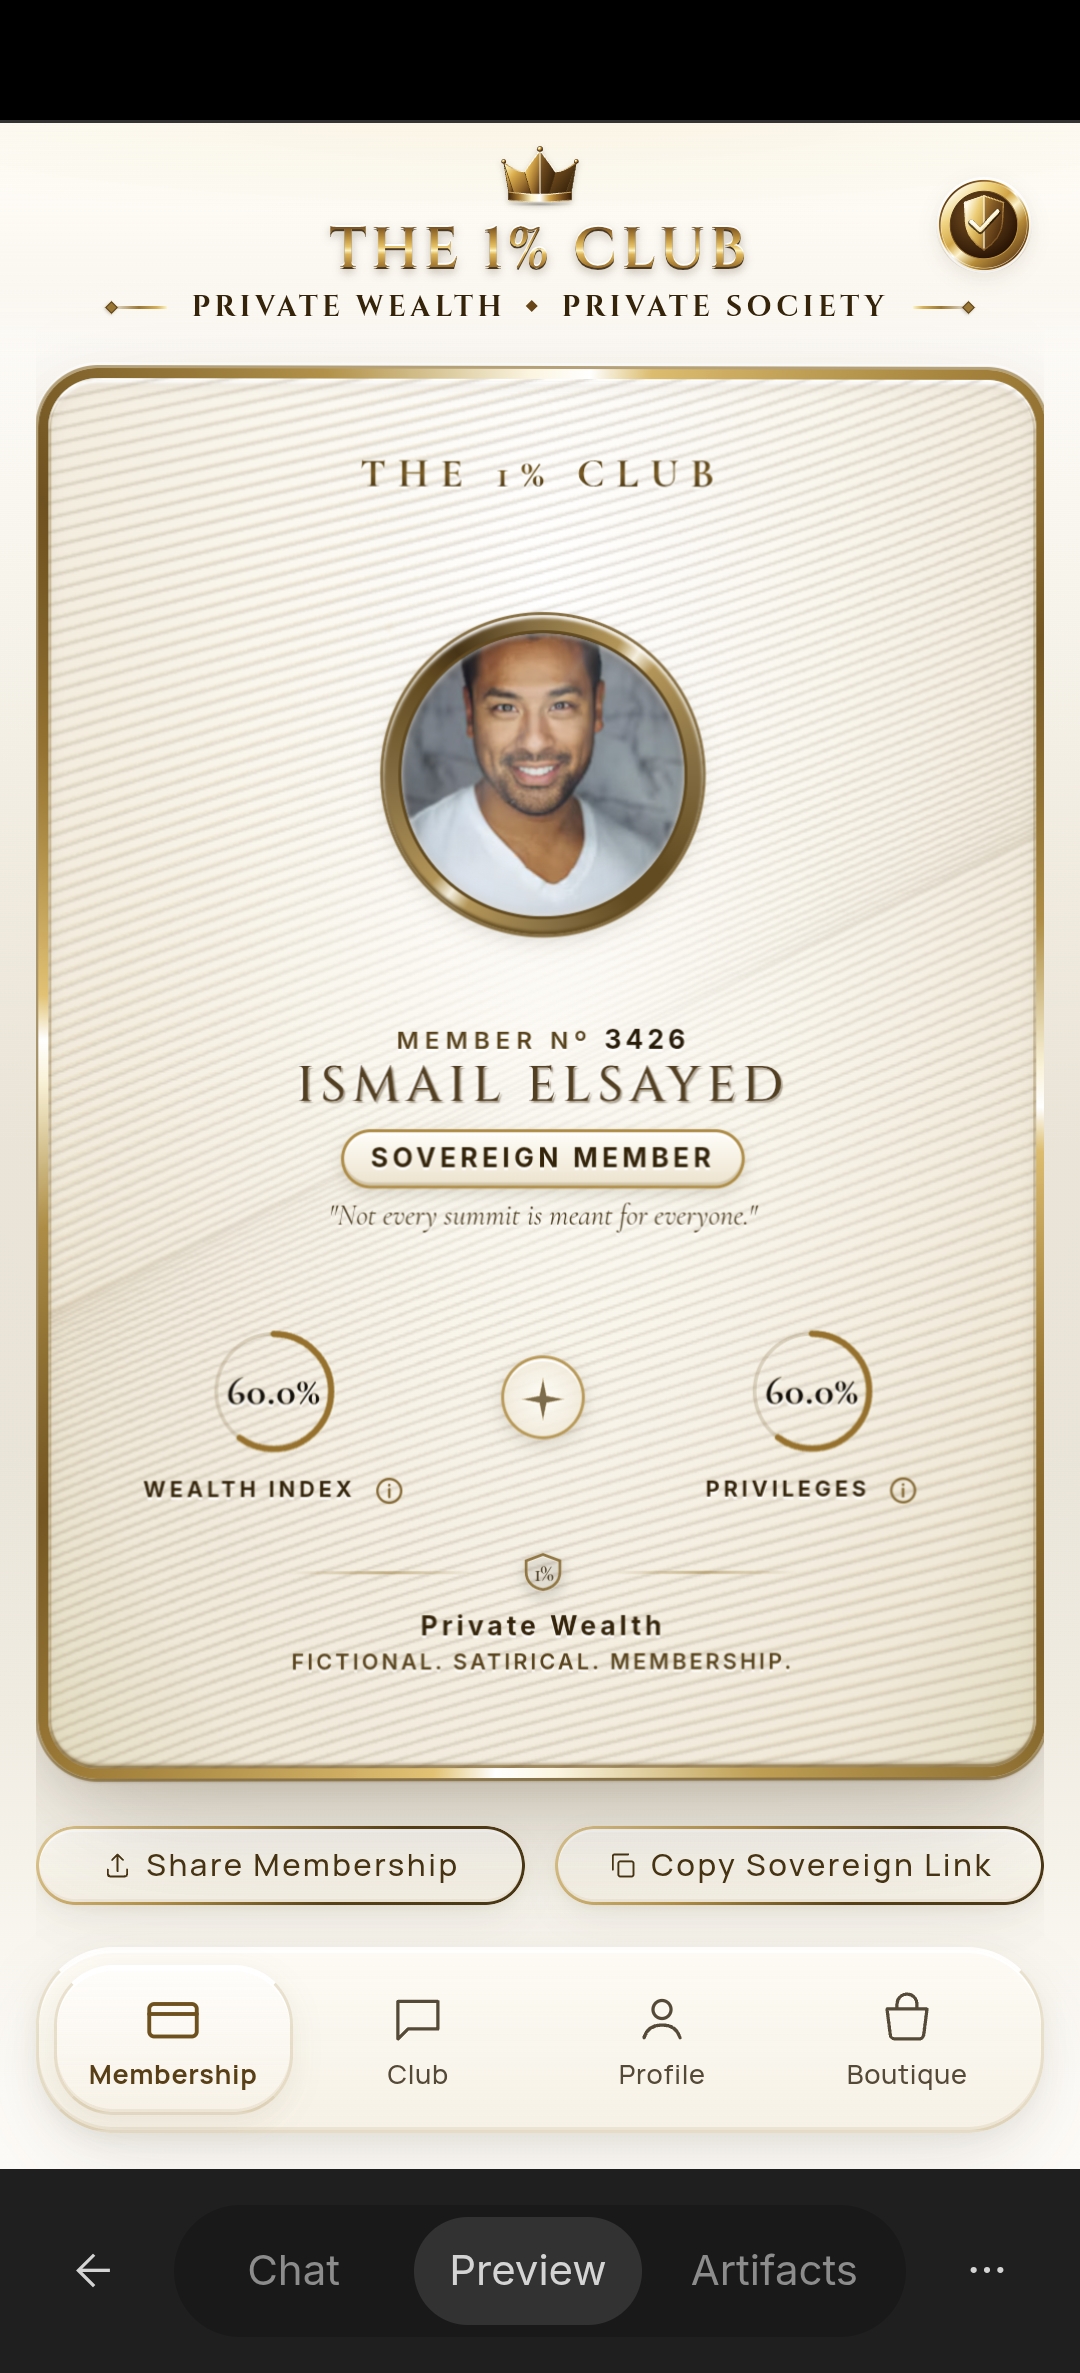 THE 1% CLUB
PRIVATE WEALTH ◆ PRIVATE SOCIETY
THE 1% CLUB
MEMBER Nº 3426
ISMAIL ELSAYED
SOVEREIGN MEMBER
"Not every summit is meant for everyone."
60.0% 60.0%
WEALTH INDEX PRIVILEGES
1%
Private Wealth
FICTIONAL. SATIRICAL. MEMBERSHIP.
Share Membership Copy Sovereign Link
Membership Club Profile Boutique
Chat Preview Artifacts